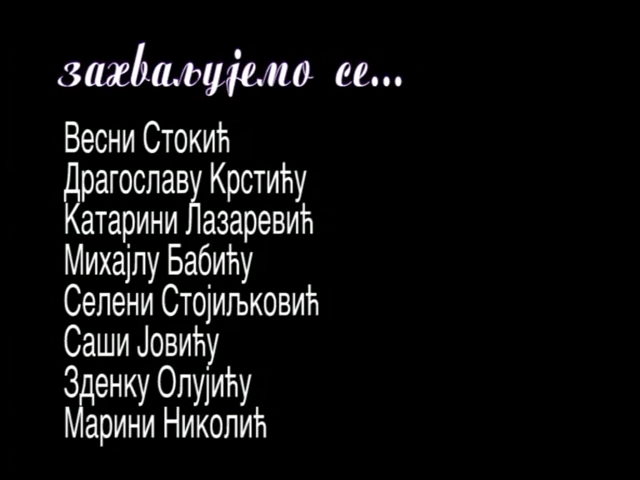 захваљујемо се...
Весни Стокић
Драгославу Крстићу
Катарини Лазаревић
Михајлу Бабићу
Селени Стојиљковић
Саши Јовићу
Зденку Олујићу
Марини Николић